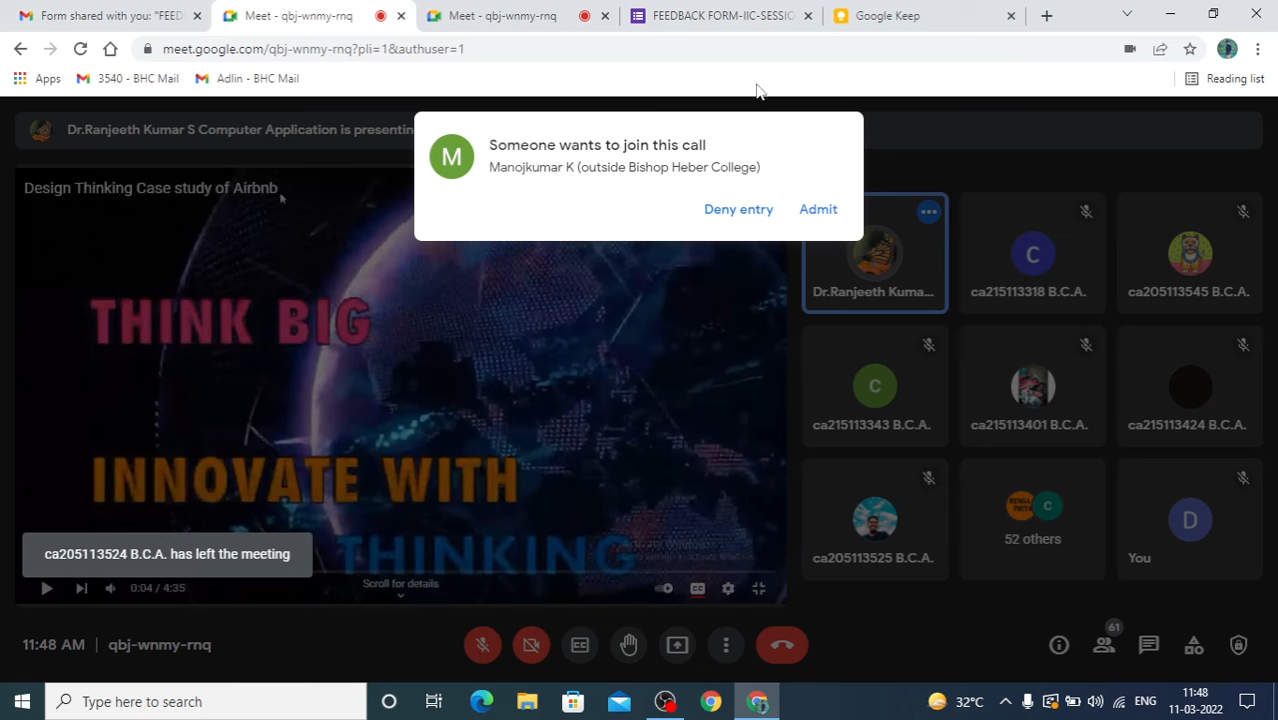 Form shared with you: "FEED
Meet - qbj-wnmy-rnq
Meet - qbj-wnmy-rnq
FEEDBACK FORM-IIC-SESSIO
Google Keep
meet.google.com/qbj-wnmy-rnq?pli=1&authuser=1
Apps
3540 - BHC Mail
Adlin - BHC Mail
Reading list
Dr.Ranjeeth Kumar S Computer Application is presenting
M
Someone wants to join this call
Manojkumar K (outside Bishop Heber College)
Deny entry
Admit
Design Thinking Case study of Airbnb
THINK BIG
INNOVATE WITH
THINKING
Dr.Ranjeeth Kuma...
C
ca215113318 B.C.A.
ca205113545 B.C.A.
C
ca215113343 B.C.A.
ca215113401 B.C.A.
ca215113424 B.C.A.
ca205113525 B.C.A.
C
52 others
D
You
ca205113524 B.C.A. has left the meeting
0:04 / 4:35
Scroll for details
11:48 AM | qbj-wnmy-rnq
61
Type here to search
32°C
ENG
11:48
11-03-2022